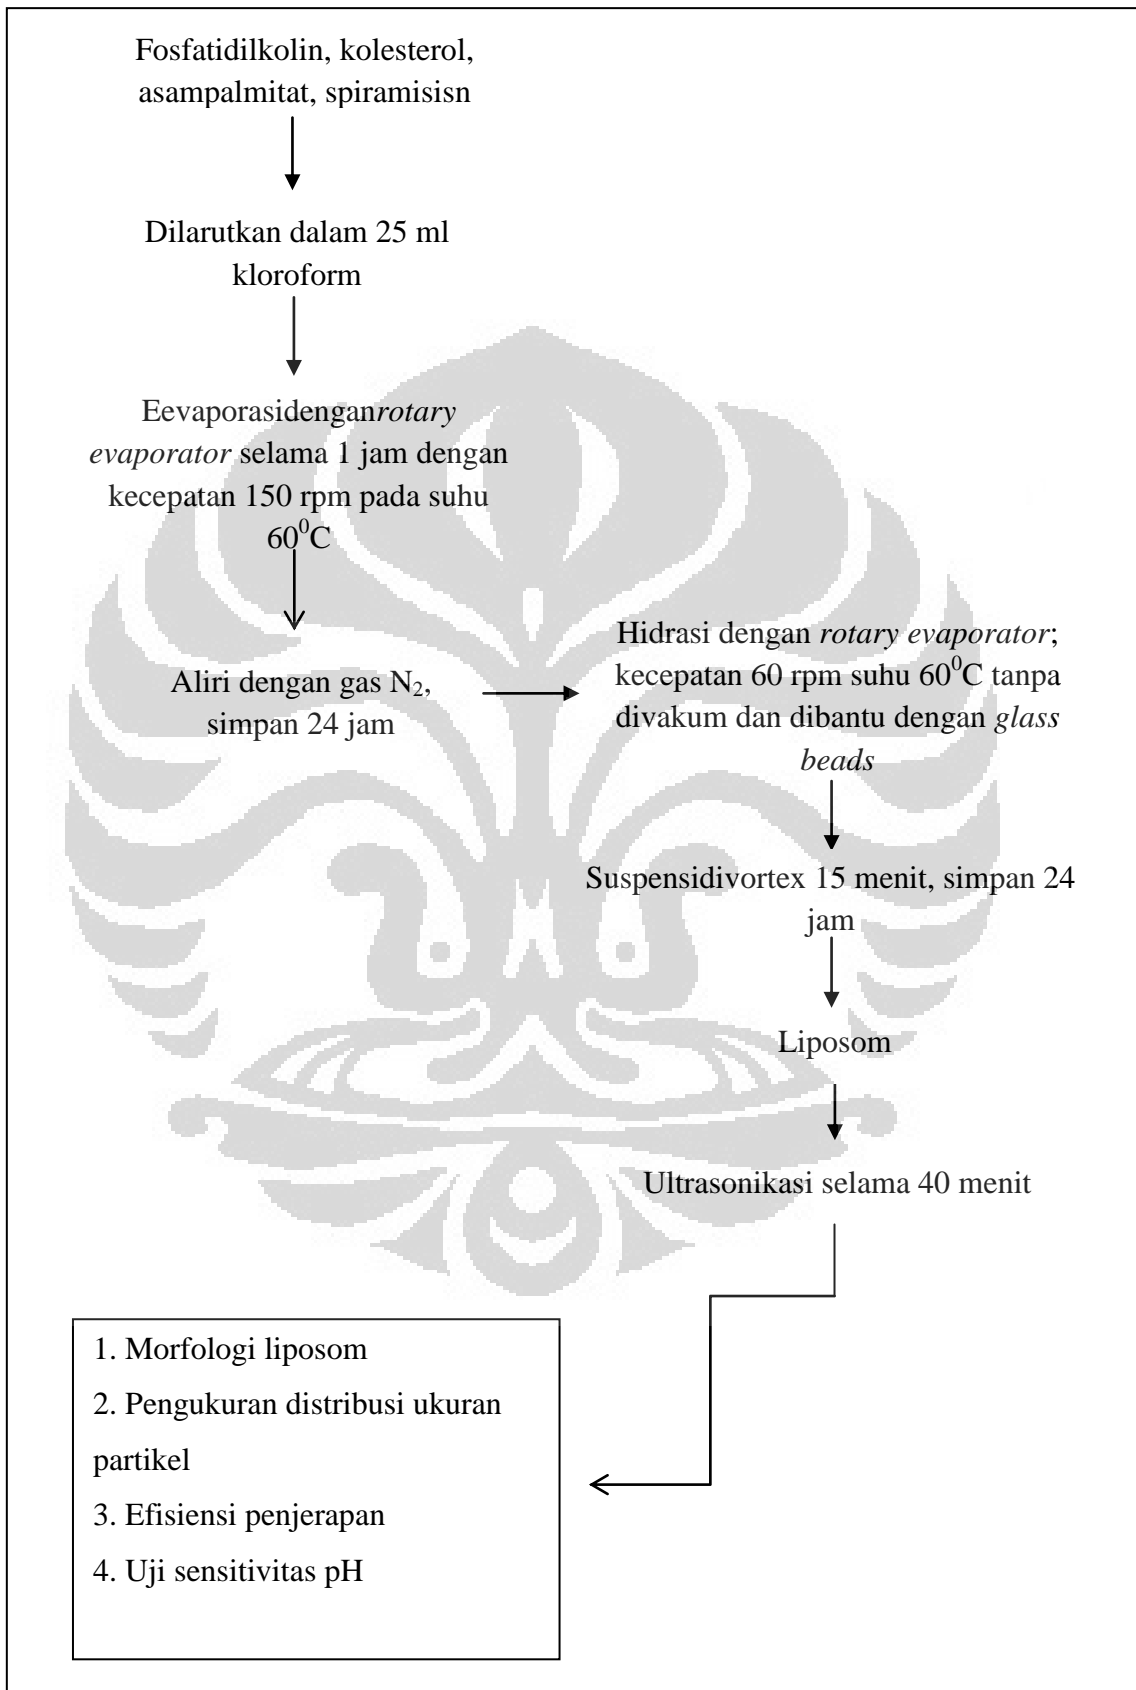 Fosfatidilkolin, kolesterol,
asampalmitat, spiramisisn
Dilarutkan dalam 25 ml
kloroform
Eevaporasidenganrotary
evaporator selama 1 jam dengan
kecepatan 150 rpm pada suhu
60⁰C
Aliri dengan gas N₂,
simpan 24 jam
Hidrasi dengan rotary evaporator;
kecepatan 60 rpm suhu 60⁰C tanpa
divakum dan dibantu dengan glass
beads
Suspensidivortex 15 menit, simpan 24
jam
Liposom
Ultrasonikasi selama 40 menit
1. Morfologi liposom
2. Pengukuran distribusi ukuran
partikel
3. Efisiensi penjerapan
4. Uji sensitivitas pH